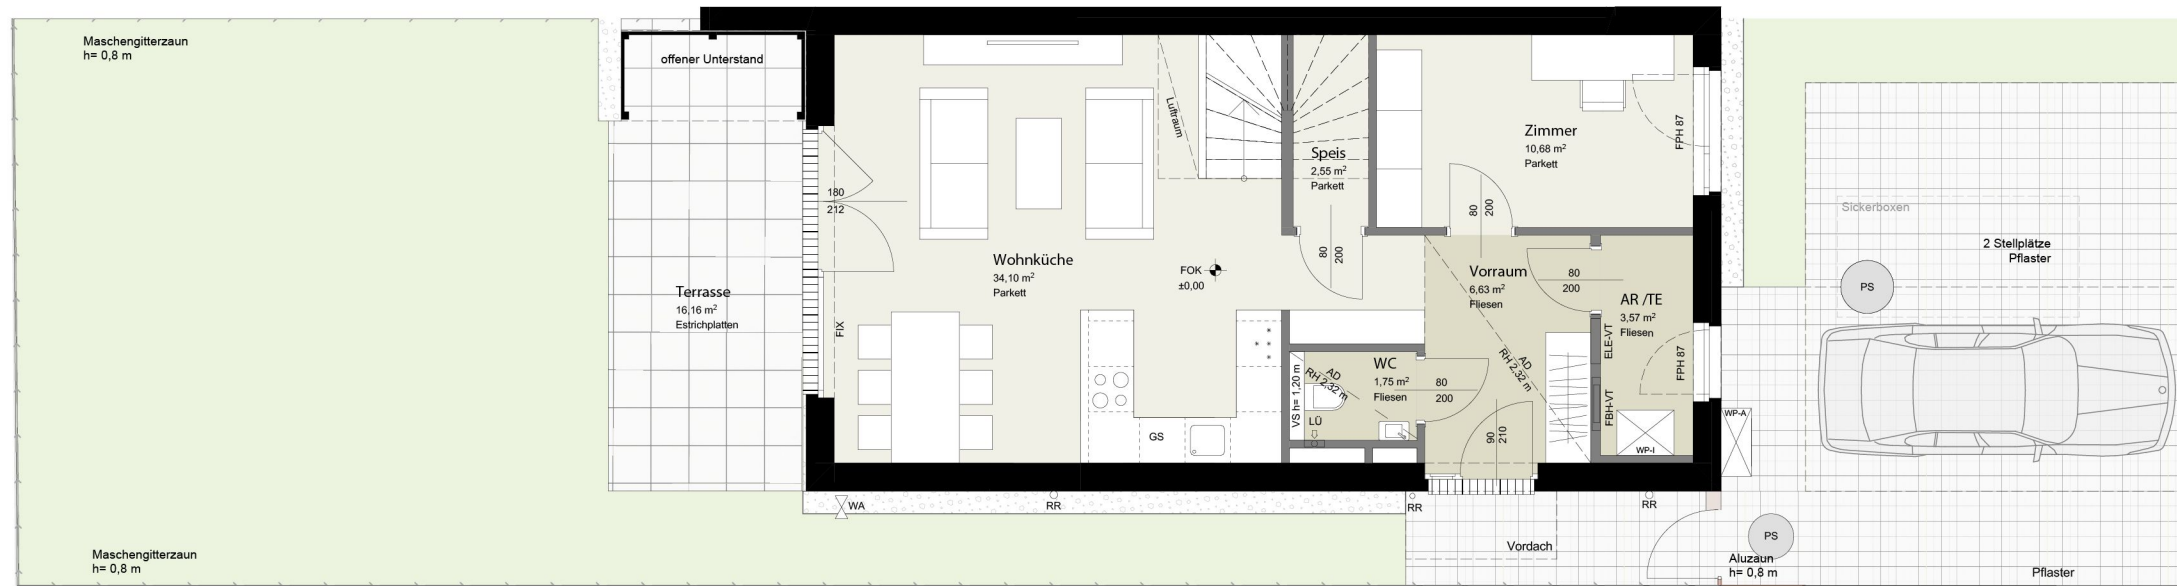 Maschengitterzaun
h= 0,8 m
offener Unterstand
Luftraum
Speis
2,55 m²
Parkett
Zimmer
10,68 m²
Parkett
FPH 87
180
212
80
200
80
200
Sickerboxen
2 Stellplätze
Pflaster
Wohnküche
34,10 m²
Parkett
FOK
±0,00
Vorraum
6,63 m²
Fliesen
80
200
AR /TE
3,57 m²
Fliesen
PS
Terrasse
16,16 m²
Estrichplatten
FIX
ELE-VT
FPH 87
WC
1,75 m²
Fliesen
AD
RH 2,32 m
AD
RH 2,32 m
VS h= 1,20 m
80
200
FBH-VT
LÜ
GS
90
210
WP-I
WP-A
WA
RR
RR
RR
PS
Vordach
Maschengitterzaun
h= 0,8 m
Aluzaun
h= 0,8 m
Pflaster